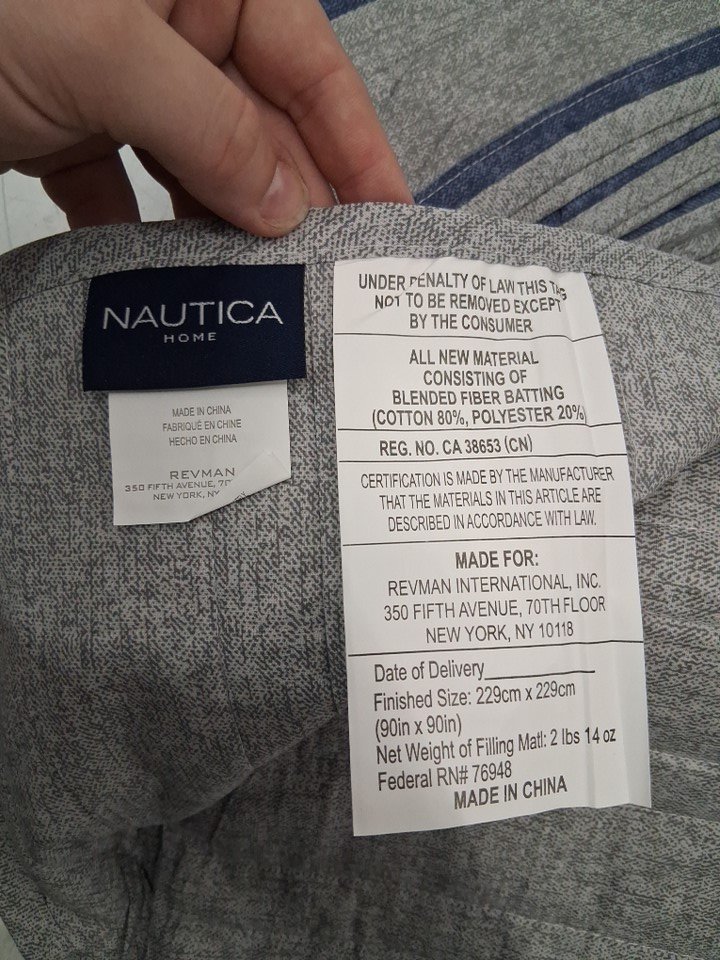 NAUTICA
HOME
MADE IN CHINA
FABRIQUÉ EN CHINE
HECHO EN CHINA
REVMAN
350 FIFTH AVENUE,
NEW YORK, NY
UNDER PENALTY OF LAW THIS TAG
NOT TO BE REMOVED EXCEPT
BY THE CONSUMER
ALL NEW MATERIAL
CONSISTING OF
BLENDED FIBER BATTING
(COTTON 80%, POLYESTER 20%)
REG. NO. CA 38653 (CN)
CERTIFICATION IS MADE BY THE MANUFACTURER
THAT THE MATERIALS IN THIS ARTICLE ARE
DESCRIBED IN ACCORDANCE WITH LAW.
MADE FOR:
REVMAN INTERNATIONAL, INC.
350 FIFTH AVENUE, 70TH FLOOR
NEW YORK, NY 10118
Date of Delivery
Finished Size: 229cm x 229cm
(90in x 90in)
Net Weight of Filling Matl: 2 lbs 14 oz
Federal RN# 76948
MADE IN CHINA